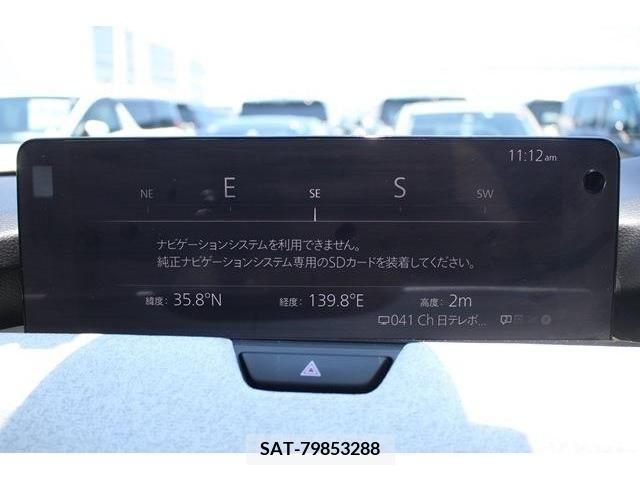 11:12am
NE E SE S SW
ナビゲーションシステムを利用できません。
純正ナビゲーションシステム専用のSDカードを装着してください。
緯度: 35.8°N 経度: 139.8°E 高度: 2m
041 Ch 日テレボ...
SAT-79853288